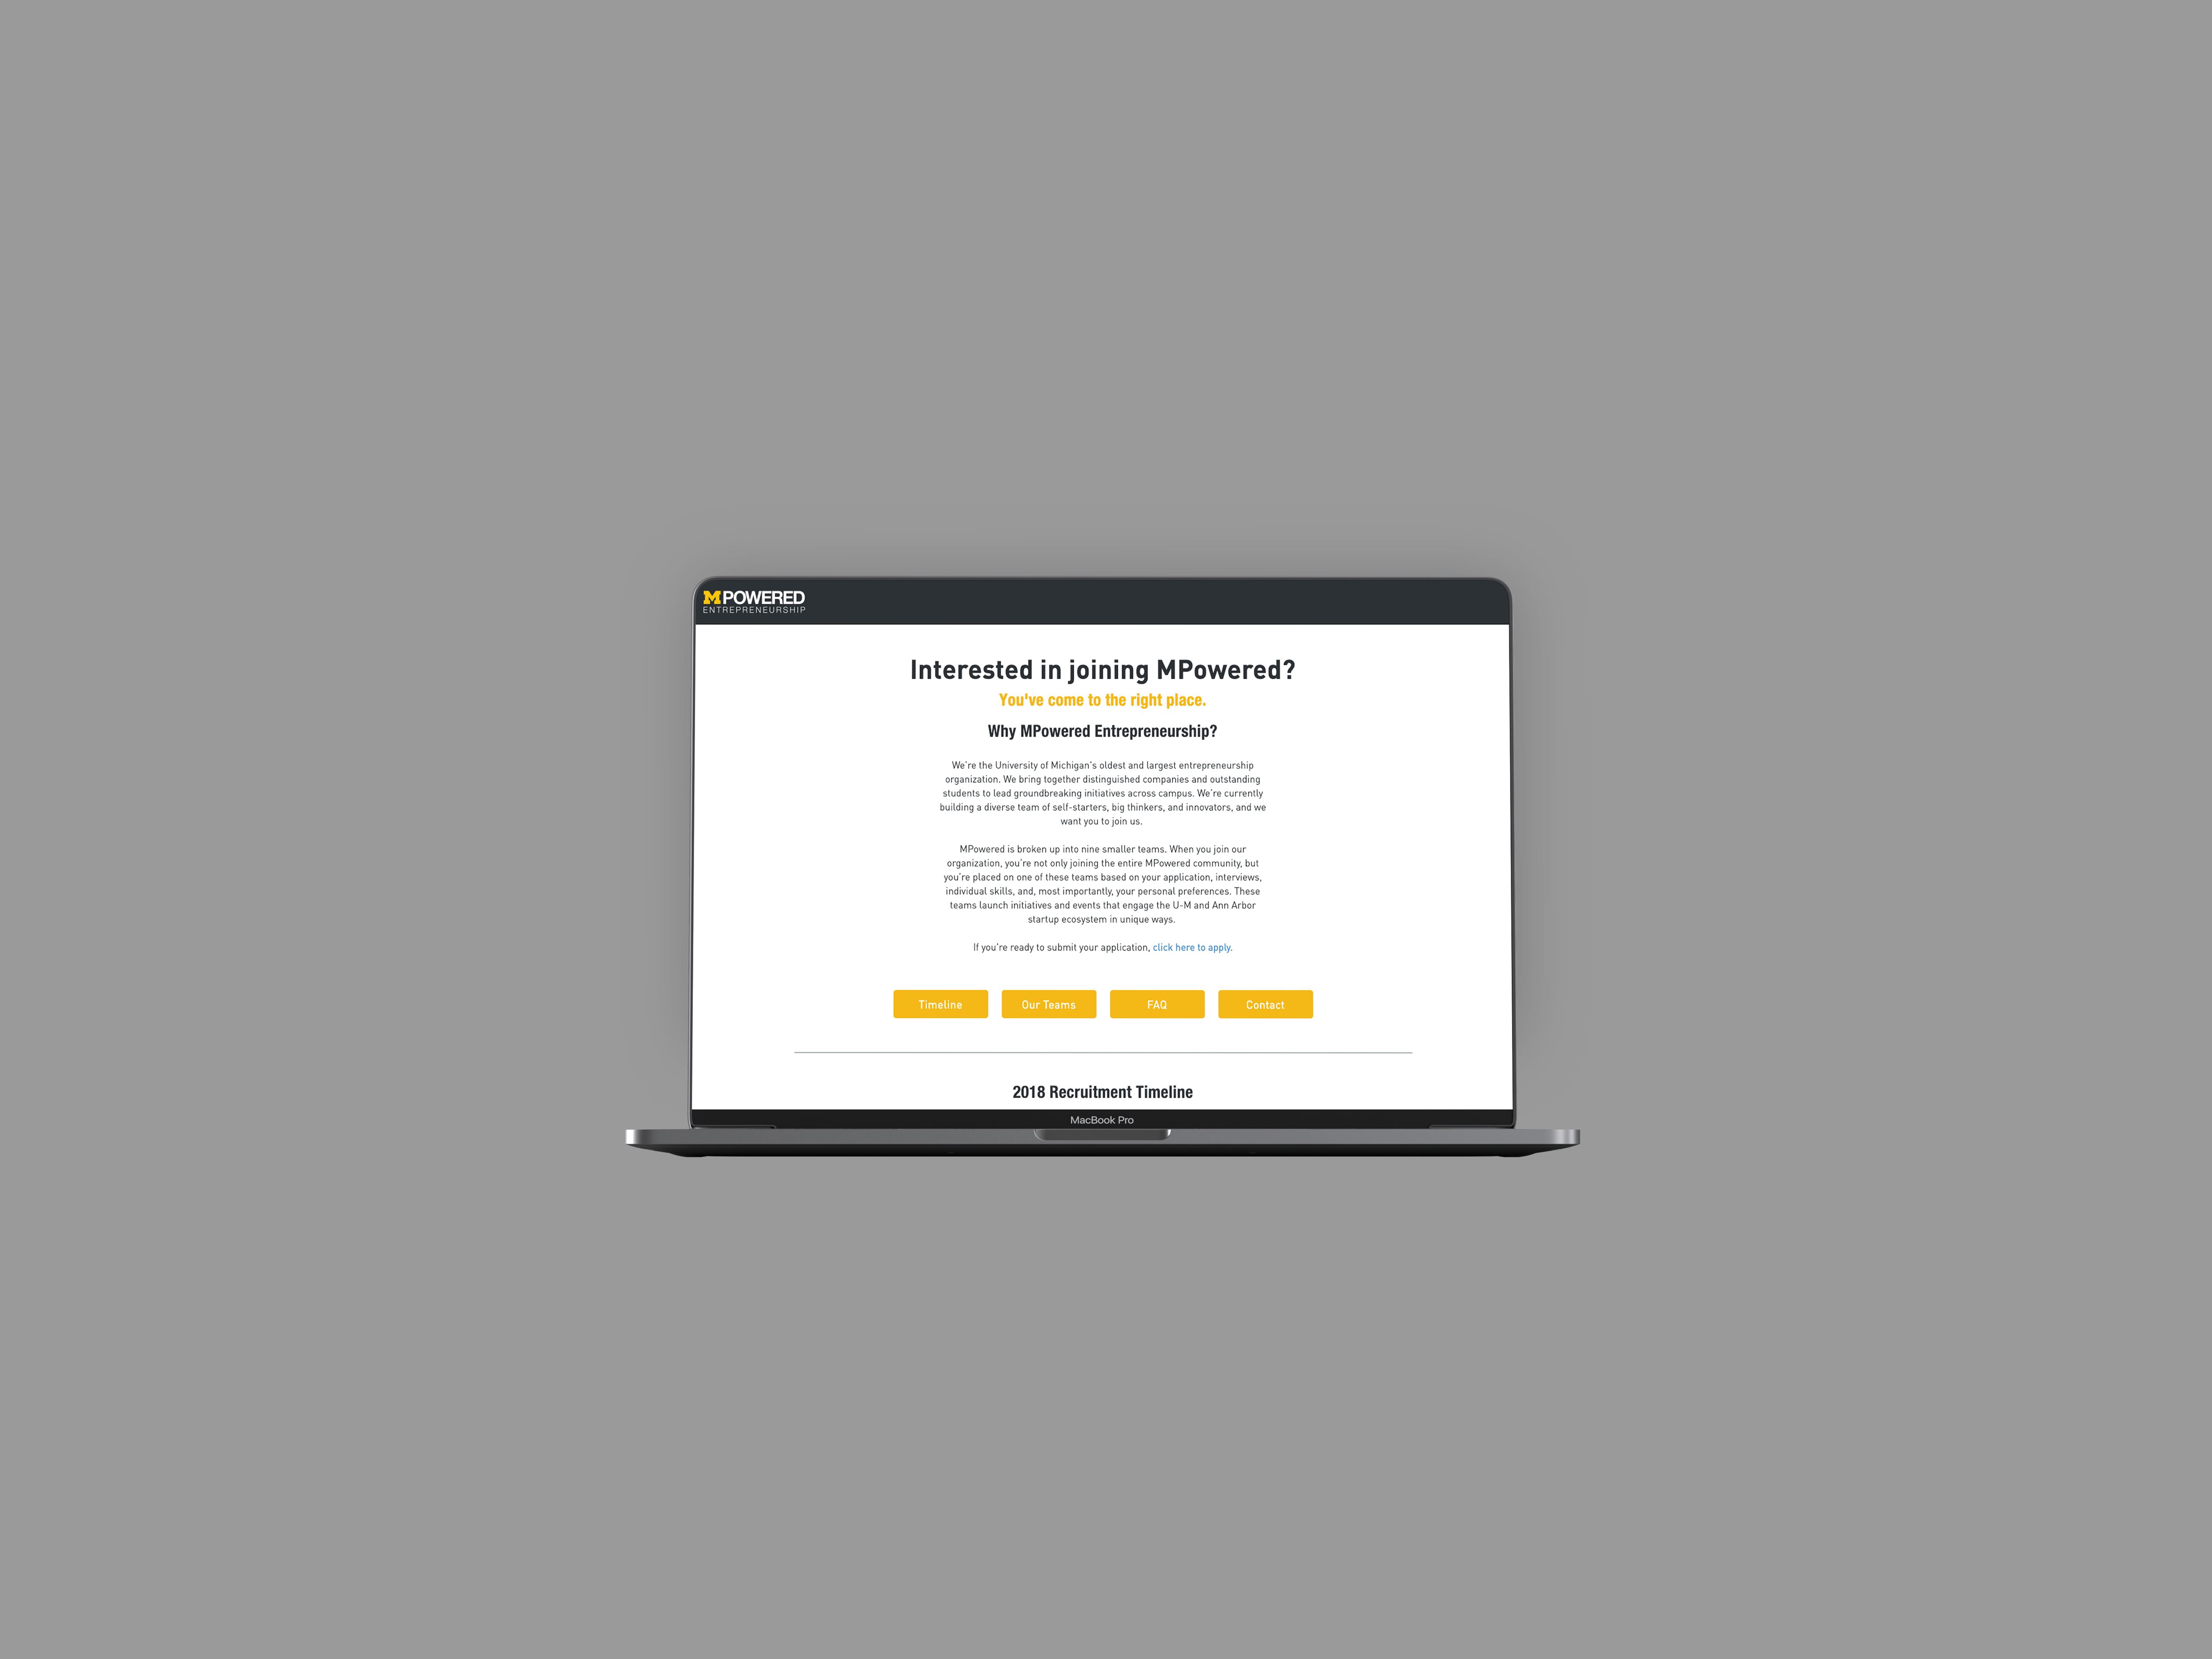 MPOWERED
ENTREPRENEURSHIP
Interested in joining MPowered?
You've come to the right place.
Why MPowered Entrepreneurship?
We're the University of Michigan's oldest and largest entrepreneurship
organization. We bring together distinguished companies and outstanding
students to lead groundbreaking initiatives across campus. We're currently
building a diverse team of self-starters, big thinkers, and innovators, and we
want you to join us.
MPowered is broken up into nine smaller teams. When you join our
organization, you're not only joining the entire MPowered community, but
you're placed on one of these teams based on your application, interviews,
individual skills, and, most importantly, your personal preferences. These
teams launch initiatives and events that engage the U-M and Ann Arbor
startup ecosystem in unique ways.
If you're ready to submit your application, click here to apply.
Timeline Our Teams FAQ Contact
2018 Recruitment Timeline
MacBook Pro